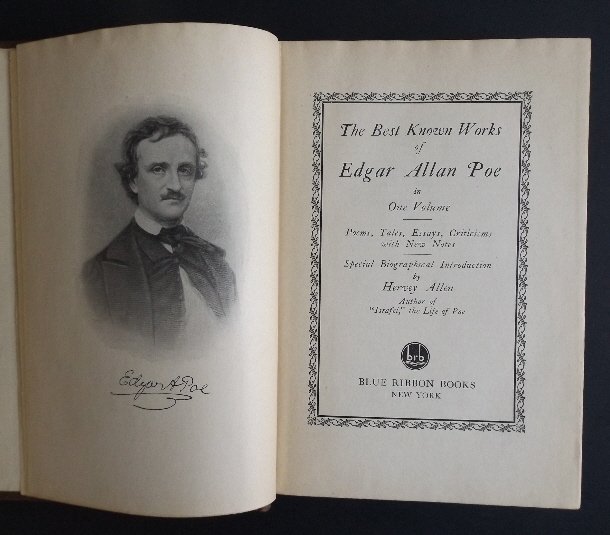 Edgar A Poe
The Best Known Works
of
Edgar Allan Poe
in
One Volume
Poems, Tales, Essays, Criticisms
with New Notes
Special Biographical Introduction
by
Hervey Allen
Author of
"Israfel," the Life of Poe
brb
BLUE RIBBON BOOKS
NEW YORK